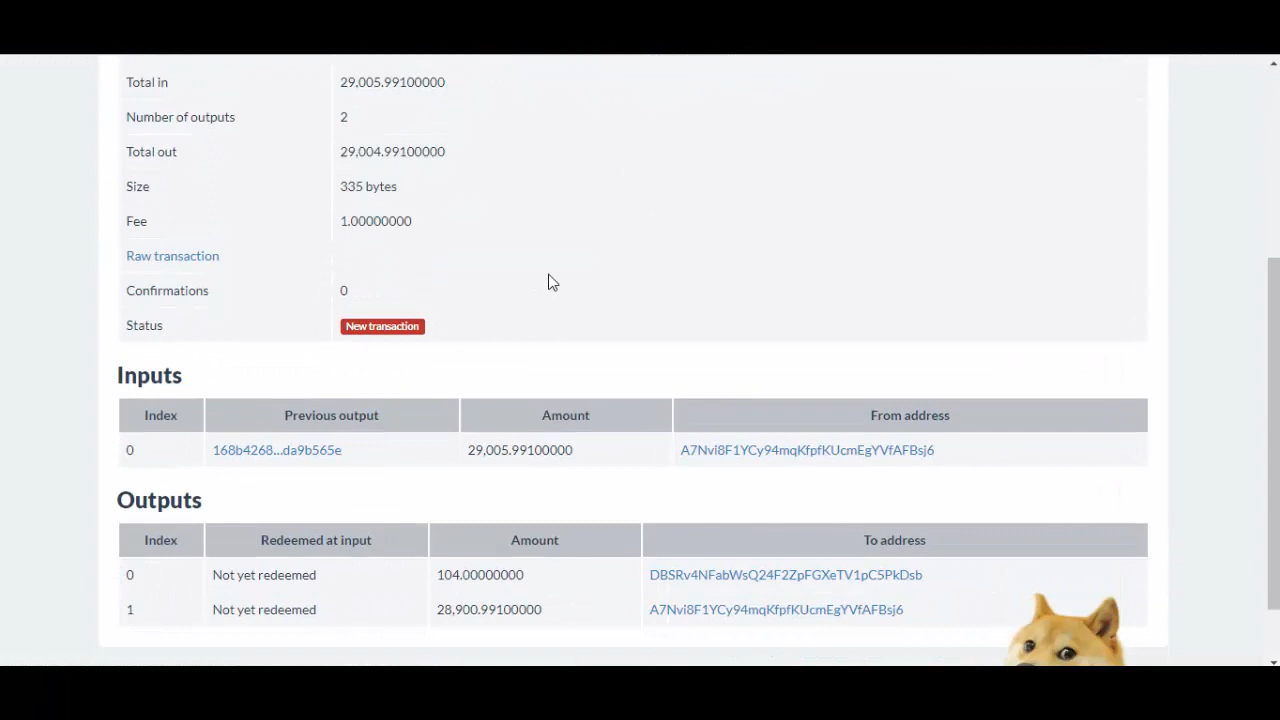 Total in 29,005.99100000
Number of outputs 2
Total out 29,004.99100000
Size 335 bytes
Fee 1.00000000
Raw transaction
Confirmations 0
Status New transaction
Inputs
Index Previous output Amount From address
0 168b4268...da9b565e 29,005.99100000 A7Nvi8F1YCy94mqKfpfKUcmEgYVfAFBsj6
Outputs
Index Redeemed at input Amount To address
0 Not yet redeemed 104.00000000 DBSRv4NFabWsQ24F2ZpFGXeTV1pC5PkDsb
1 Not yet redeemed 28,900.99100000 A7Nvi8F1YCy94mqKfpfKUcmEgYVfAFBsj6